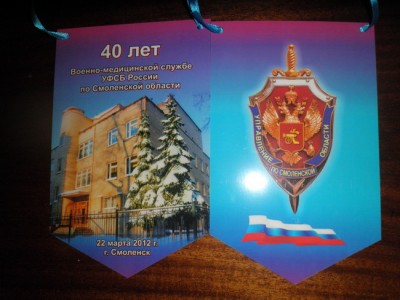 40 лет
Военно-медицинской службе
УФСБ России
по Смоленской области
22 марта 2012 г.
г. Смоленск
УПРАВЛЕНИЕ
ПО СМОЛЕНСКОЙ
ОБЛАСТИ